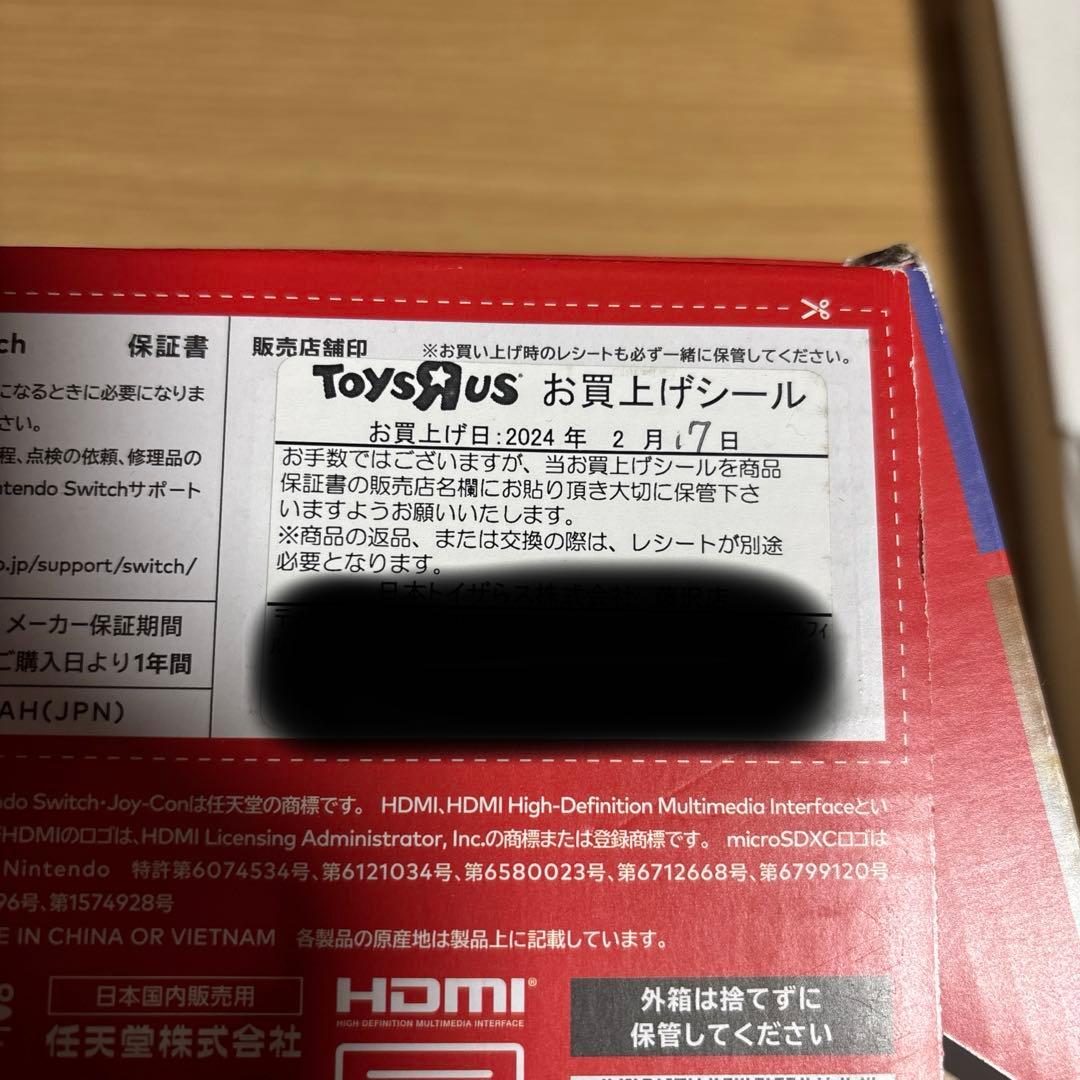 ch 保証書
になるときに必要になりま
さい。
程、点検の依頼、修理品の
ntendo Switchサポート
o.jp/support/switch/
メーカー保証期間
ご購入日より1年間
AH(JPN)
販売店舗印 ※お買い上げ時のレシートも必ず一緒に保管してください。
TOYSЯUS お買上げシール
お買上げ日:2024 年 2 月 17日
お手数ではございますが、当お買上げシールを商品
保証書の販売店名欄にお貼り頂き大切に保管下さ
いますようお願いいたします。
※商品の返品、または交換の際は、レシートが別途
必要となります。
日本トイザらス株式会社 藤沢店
ndo Switch・Joy-Conは任天堂の商標です。 HDMI、HDMI High-Definition Multimedia Interfaceとい
HDMIのロゴは、HDMI Licensing Administrator, Inc.の商標または登録商標です。 microSDXCロゴは
Nintendo 特許第6074534号、第6121034号、第6580023号、第6712668号、第6799120号
96号、第1574928号
E IN CHINA OR VIETNAM 各製品の原産地は製品上に記載しています。
日本国内販売用
任天堂株式会社
HDMI®
HIGH-DEFINITION MULTIMEDIA INTERFACE
外箱は捨てずに
保管してください